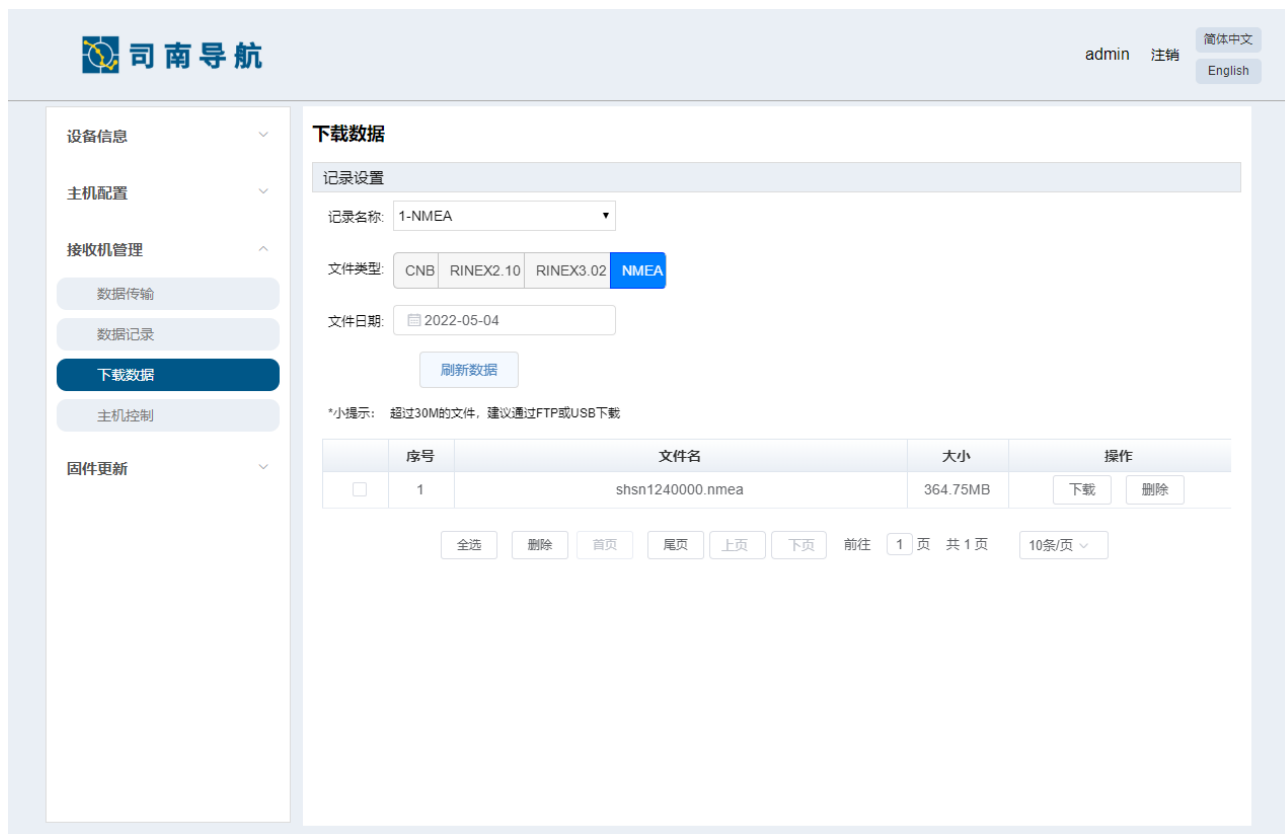 司南导航
admin 注销 简体中文
English
设备信息
主机配置
接收机管理
数据传输
数据记录
下载数据
主机控制
固件更新
下载数据
记录设置
记录名称: 1-NMEA
文件类型: CNB RINEX2.10 RINEX3.02 NMEA
文件日期: 2022-05-04
刷新数据
*小提示: 超过30M的文件，建议通过FTP或USB下载
序号 文件名 大小 操作
1 shsn1240000.nmea 364.75MB 下载 删除
全选 删除 首页 尾页 上页 下页 前往 1 页 共 1 页 10条/页